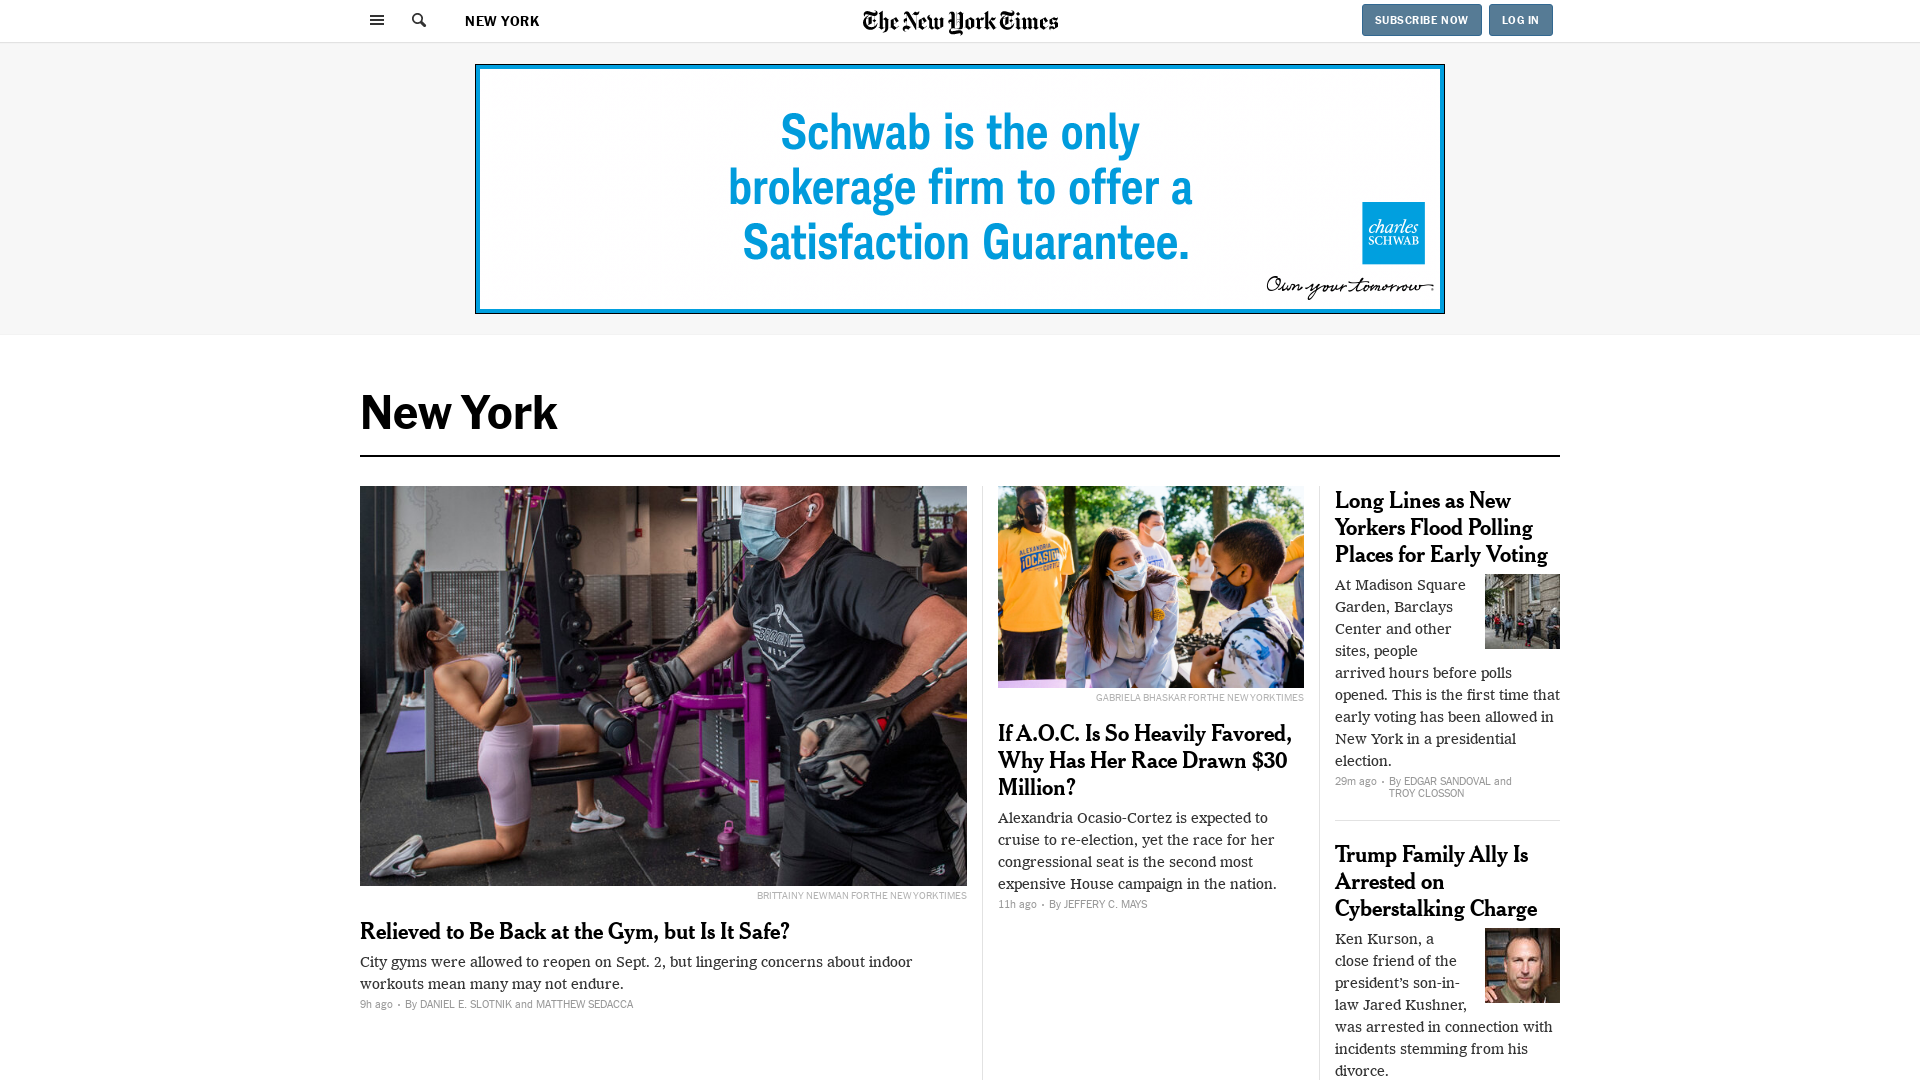 NEW YORK
The New York Times
SUBSCRIBE NOW
LOG IN
Schwab is the only
brokerage firm to offer a
Satisfaction Guarantee.
charles
SCHWAB
Own your tomorrow
New York
BRITTAINY NEWMAN FOR THE NEW YORK TIMES
Relieved to Be Back at the Gym, but Is It Safe?
City gyms were allowed to reopen on Sept. 2, but lingering concerns about indoor
workouts mean many may not endure.
9h ago • By DANIEL E. SLOTNIK and MATTHEW SEDACCA
GABRIELA BHASKAR FOR THE NEW YORK TIMES
If A.O.C. Is So Heavily Favored,
Why Has Her Race Drawn $30
Million?
Alexandria Ocasio-Cortez is expected to
cruise to re-election, yet the race for her
congressional seat is the second most
expensive House campaign in the nation.
11h ago • By JEFFERY C. MAYS
Long Lines as New
Yorkers Flood Polling
Places for Early Voting
At Madison Square
Garden, Barclays
Center and other
sites, people
arrived hours before polls
opened. This is the first time that
early voting has been allowed in
New York in a presidential
election.
29m ago • By EDGAR SANDOVAL and
TROY CLOSSON
Trump Family Ally Is
Arrested on
Cyberstalking Charge
Ken Kurson, a
close friend of the
president’s son-in-
law Jared Kushner,
was arrested in connection with
incidents stemming from his
divorce.